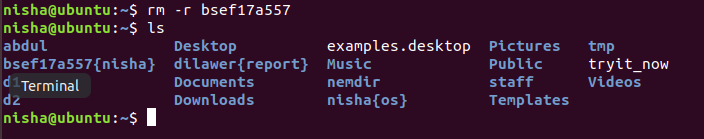 nisha@ubuntu:~$ rm -r bsef17a557
nisha@ubuntu:~$ ls
abdul Desktop examples.desktop Pictures tmp
bsef17a557{nisha} dilawer{report} Music Public tryit_now
d1 Documents nemdir staff Videos
Terminal
d2 Downloads nisha{os} Templates
nisha@ubuntu:~$